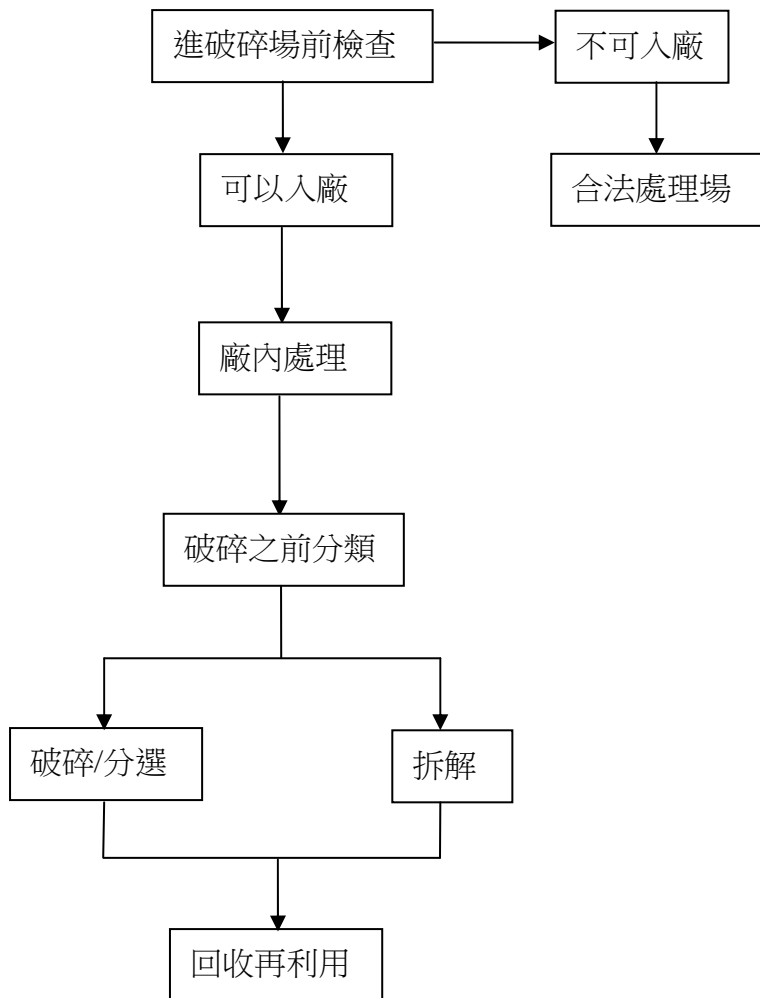 進破碎場前檢查
不可入廠
可以入廠
合法處理場
廠內處理
破碎之前分類
破碎/分選
拆解
回收再利用